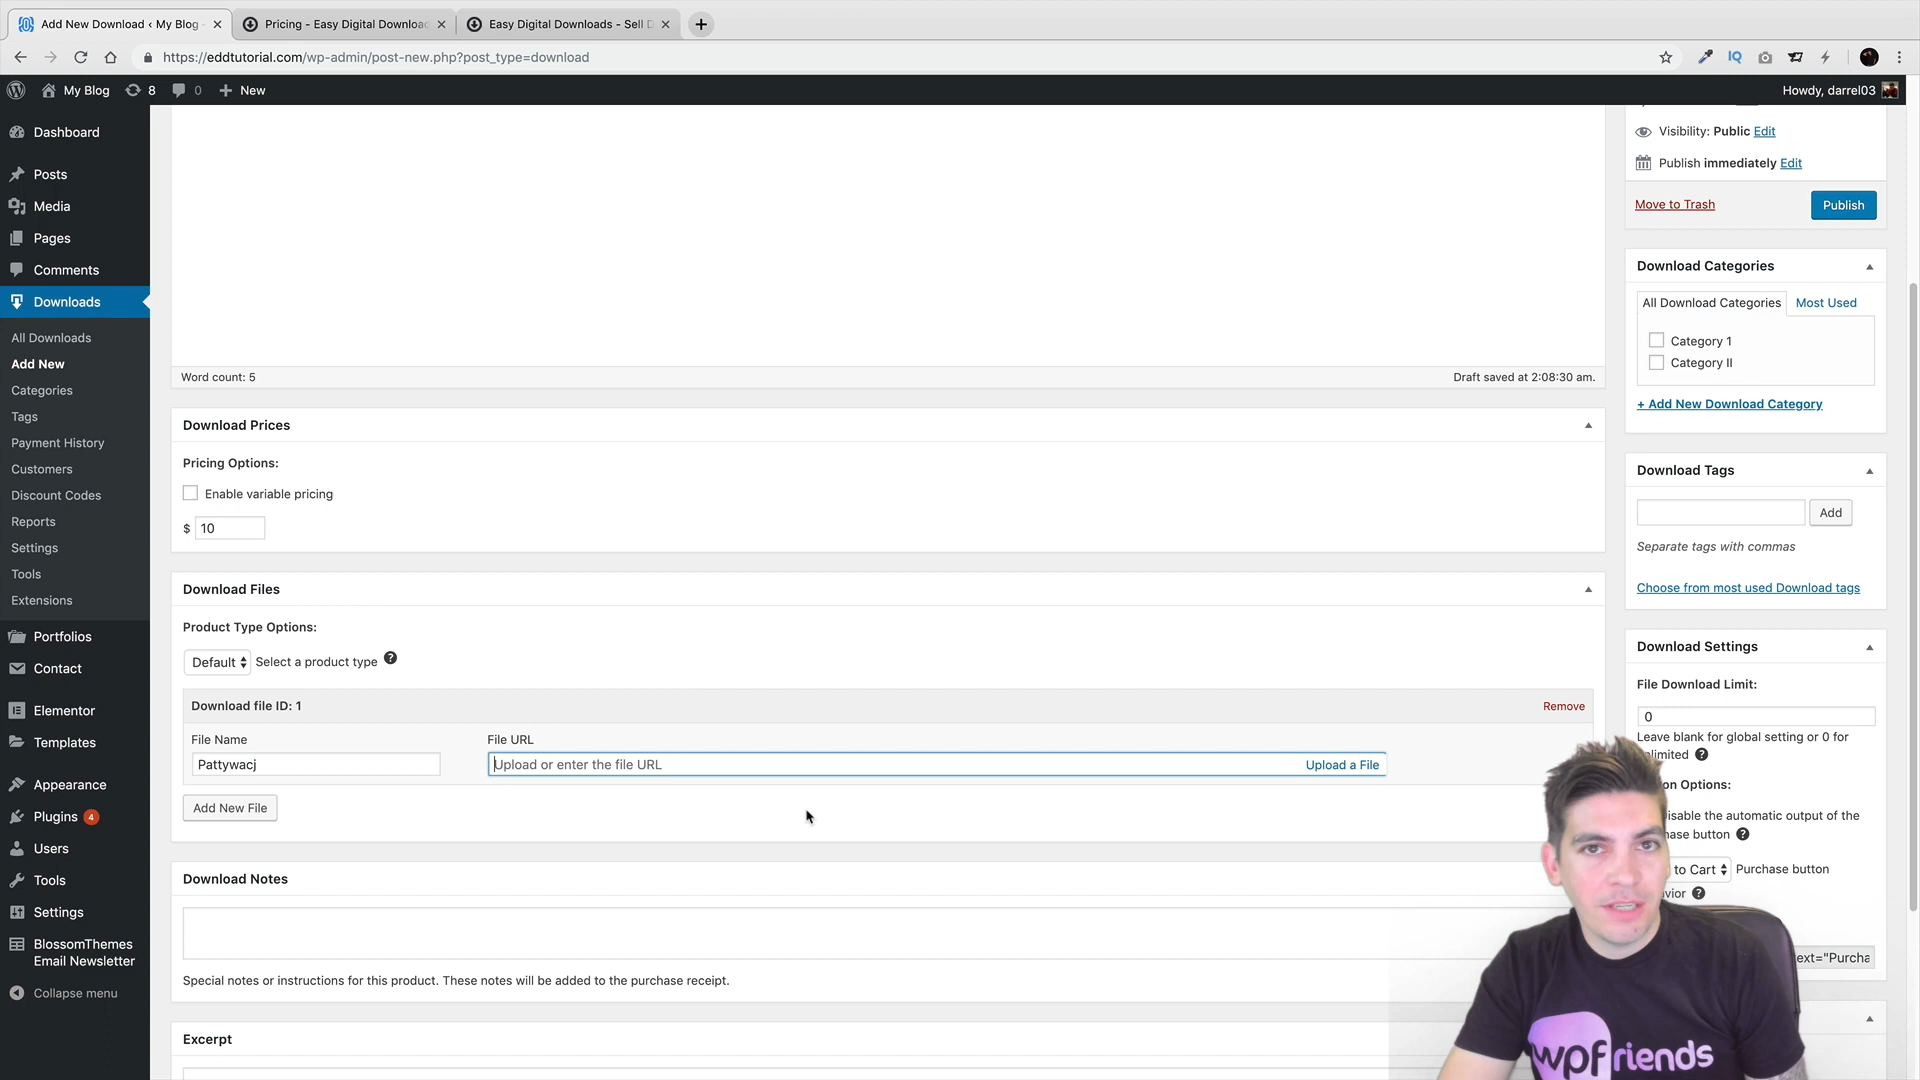 Add New Download ‹ My Blog
Pricing - Easy Digital Download
Easy Digital Downloads - Sell D
https://eddtutorial.com/wp-admin/post-new.php?post_type=download
IQ
My Blog
8
0
New
Howdy, darrel03
Dashboard
Posts
Media
Pages
Comments
Downloads
All Downloads
Add New
Categories
Tags
Payment History
Customers
Discount Codes
Reports
Settings
Tools
Extensions
Portfolios
Contact
Elementor
Templates
Appearance
Plugins 4
Users
Tools
Settings
BlossomThemes
Email Newsletter
Collapse menu
Word count: 5
Draft saved at 2:08:30 am.
Download Prices
Pricing Options:
Enable variable pricing
$ 10
Download Files
Product Type Options:
Default
Select a product type
Download file ID: 1
Remove
File Name
File URL
Pattywacj
Upload or enter the file URL
Upload a File
Add New File
Download Notes
Special notes or instructions for this product. These notes will be added to the purchase receipt.
Excerpt
Visibility: Public Edit
Publish immediately Edit
Move to Trash
Publish
Download Categories
All Download Categories
Most Used
Category 1
Category II
+ Add New Download Category
Download Tags
Add
Separate tags with commas
Choose from most used Download tags
Download Settings
File Download Limit:
0
Leave blank for global setting or 0 for
nlimited
on Options:
isable the automatic output of the
hase button
to Cart
Purchase button
vior
ext="Purcha
wpfriends